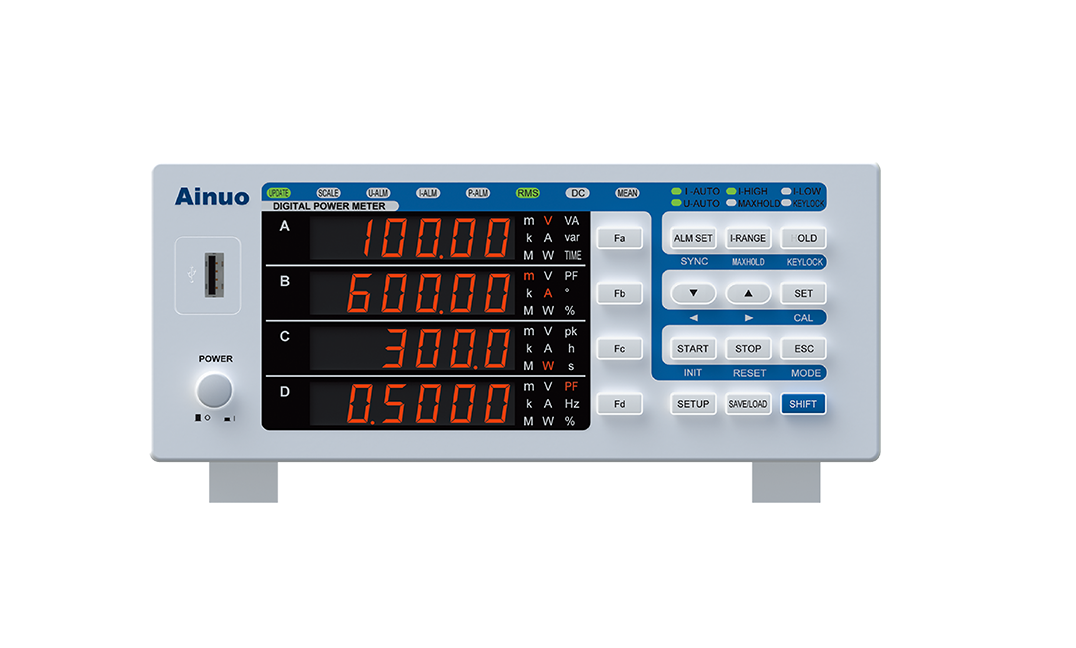 Ainuo
UPDATE SCALE U-ALM I-ALM P-ALM RMS DC MEAN
I-AUTO I-HIGH I-LOW
U-AUTO MAXHOLD KEYLOCK
DIGITAL POWER METER
A 100.00 m V VA
k A var
M W TIME
Fa
B 600.00 m V PF
k A °
M W %
Fb
C 300.0 m V pk
k A h
M W s
Fc
D 0.5000 m V PF
k A Hz
M W %
Fd
ALM SET I-RANGE OLD
SYNC MAXHOLD KEYLOCK
▼ ▲ SET
◀ ▶ CAL
START STOP ESC
INIT RESET MODE
SETUP SAVE/LOAD SHIFT
POWER